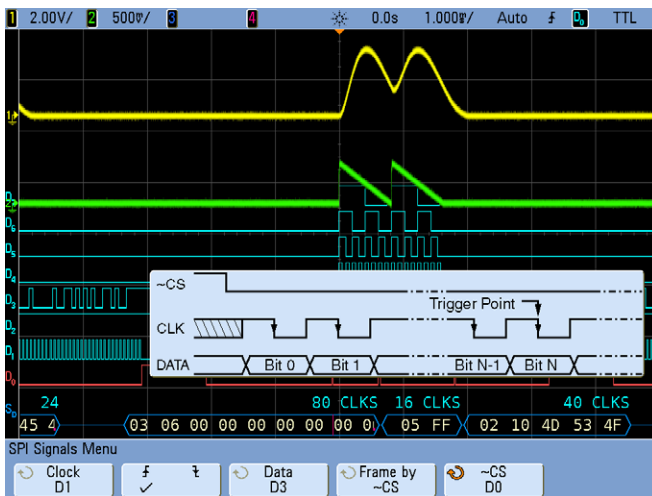 1 2.00V/ 2 500mV/ 3 4 0.0s 1.000ms/ Auto D0 TTL
1
2
D6
D5
D4
D3
D2
D1
D0
~CS
Trigger Point
CLK
DATA Bit 0 Bit 1 Bit N-1 Bit N
24 80 CLKS 16 CLKS 40 CLKS
45 4 03 06 00 00 00 00 00 00 0 05 FF 02 10 4D 53 4F
SPI Signals Menu
Clock Data Frame by ~CS
D1 D3 ~CS D0